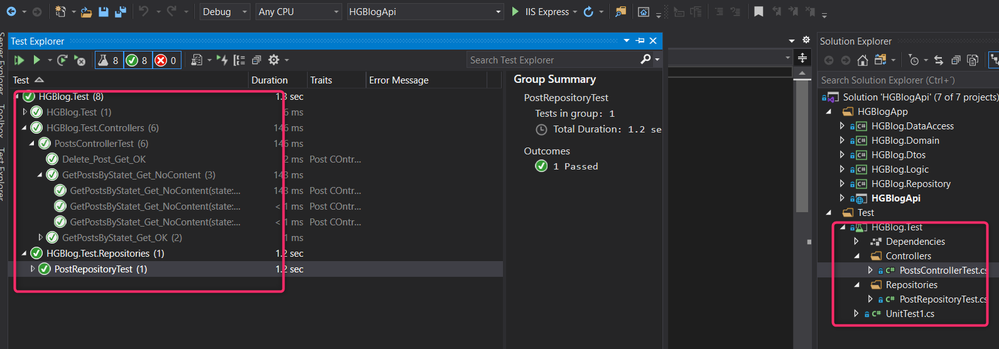 Debug
Any CPU
HGBlogApi
IIS Express
Server Explorer
Toolbox
Test Explorer
Test Explorer
8 8 0
Search Test Explorer
Test Duration Traits Error Message
HGBlog.Test (8) 1.3 sec
HGBlog.Test (1) 6 ms
HGBlog.Test.Controllers (6) 146 ms
PostsControllerTest (6) 146 ms
Delete_Post_Get_OK 2 ms Post COntr...
GetPostsByStatet_Get_NoContent (3) 143 ms
GetPostsByStatet_Get_NoContent(state:... 143 ms Post COntr...
GetPostsByStatet_Get_NoContent(state:... < 1 ms Post COntr...
GetPostsByStatet_Get_NoContent(state:... < 1 ms Post COntr...
GetPostsByStatet_Get_OK (2) 1 ms
HGBlog.Test.Repositories (1) 1.2 sec
PostRepositoryTest (1) 1.2 sec
Group Summary
PostRepositoryTest
Tests in group: 1
Total Duration: 1.2 se
Outcomes
1 Passed
Solution Explorer
Search Solution Explorer (Ctrl+´)
Solution 'HGBlogApi' (7 of 7 projects)
HGBlogApp
C# HGBlog.DataAccess
C# HGBlog.Domain
C# HGBlog.Dtos
C# HGBlog.Logic
C# HGBlog.Repository
HGBlogApi
Test
HGBlog.Test
Dependencies
Controllers
C# PostsControllerTest.cs
Repositories
C# PostRepositoryTest.cs
C# UnitTest1.cs